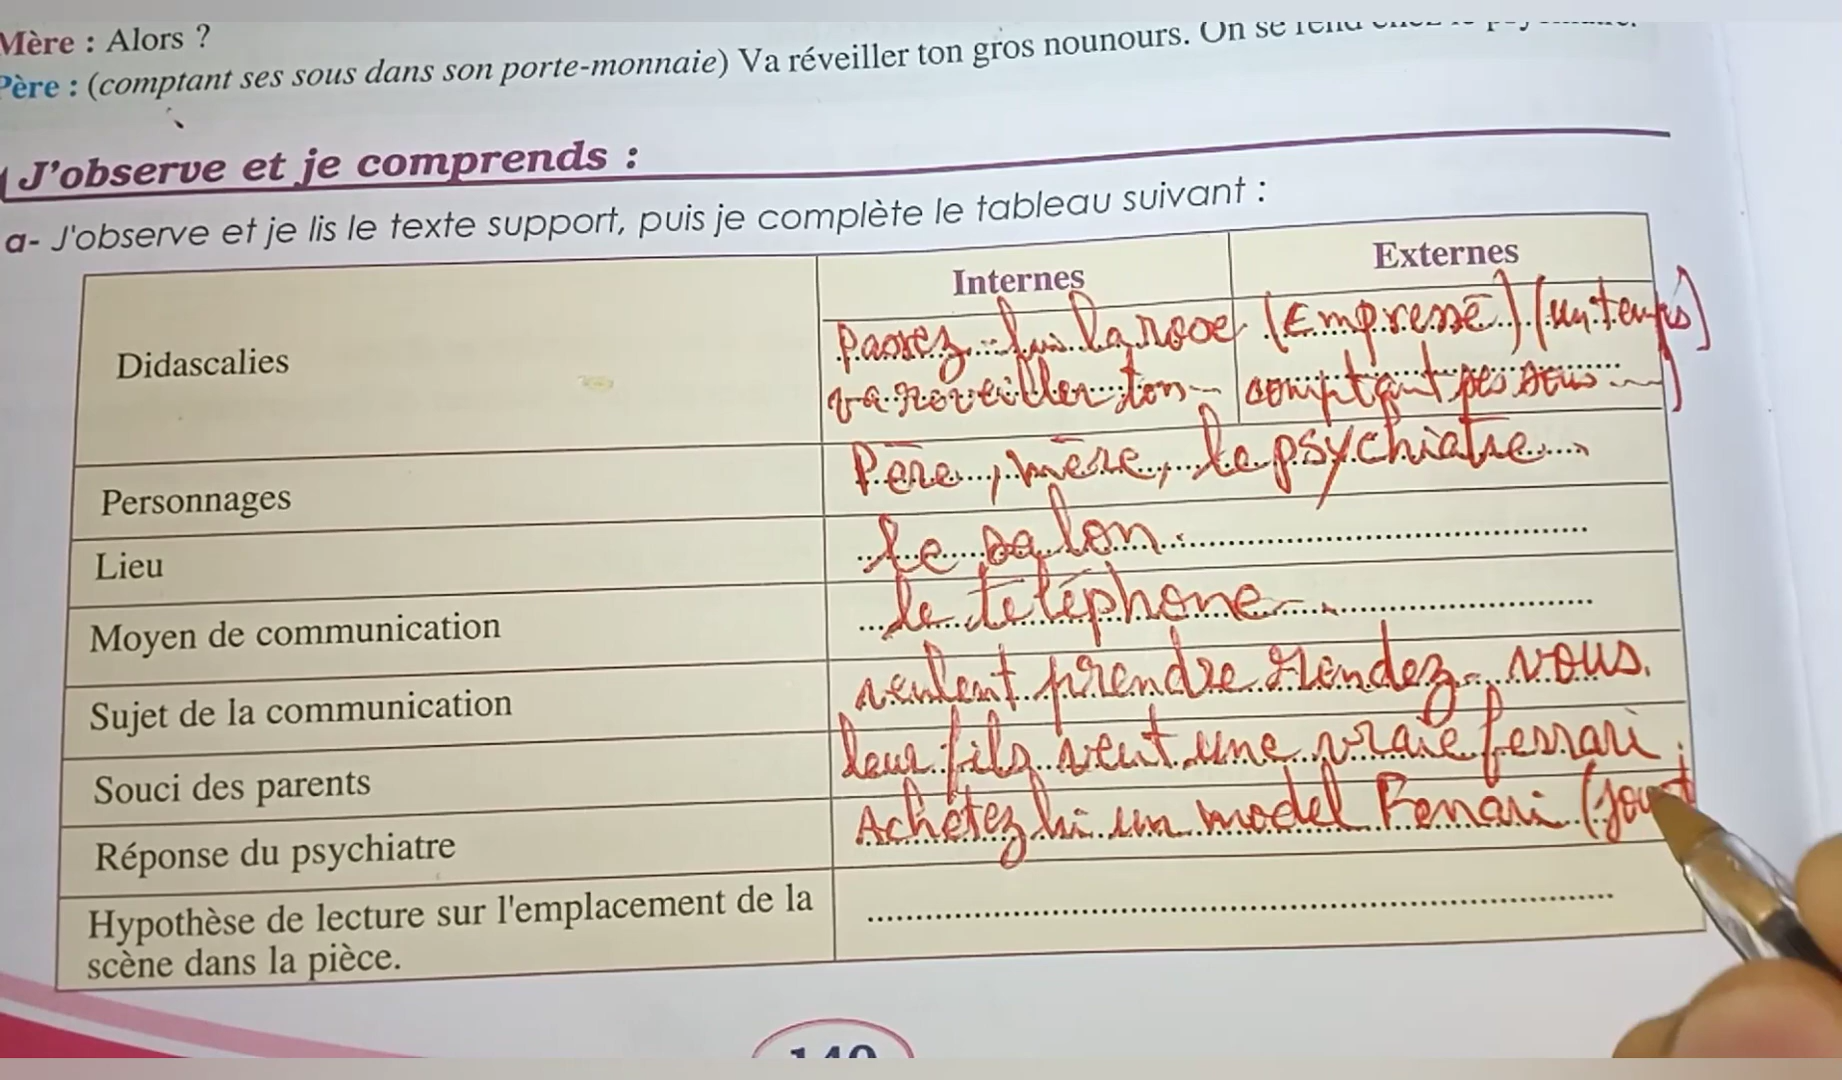 Mère : Alors ?
Père : (comptant ses sous dans son porte-monnaie) Va réveiller ton gros nounours. On se rend
J'observe et je comprends :
a- J'observe et je lis le texte support, puis je complète le tableau suivant :
Internes Externes
Didascalies
Passez la rose (Empressé) (un temps)
va réveiller ton comptant ses sous ...)
Personnages Père, mère, le psychiatre
Lieu le salon.
Moyen de communication le téléphone
Sujet de la communication veulent prendre rendez-vous.
Souci des parents leur fils veut une vraie ferrari.
Réponse du psychiatre Achetez lui un model Ferrari
Hypothèse de lecture sur l'emplacement de la
scène dans la pièce.